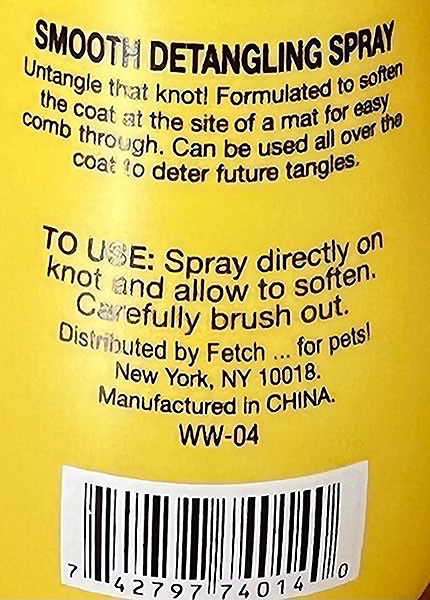 SMOOTH DETANGLING SPRAY
Untangle that knot! Formulated to soften
the coat at the site of a mat for easy
comb through. Can be used all over the
coat to deter future tangles.
TO USE: Spray directly on
knot and allow to soften.
Carefully brush out.
Distributed by Fetch ... for pets!
New York, NY 10018.
Manufactured in CHINA.
WW-04
7 42797 74014 0